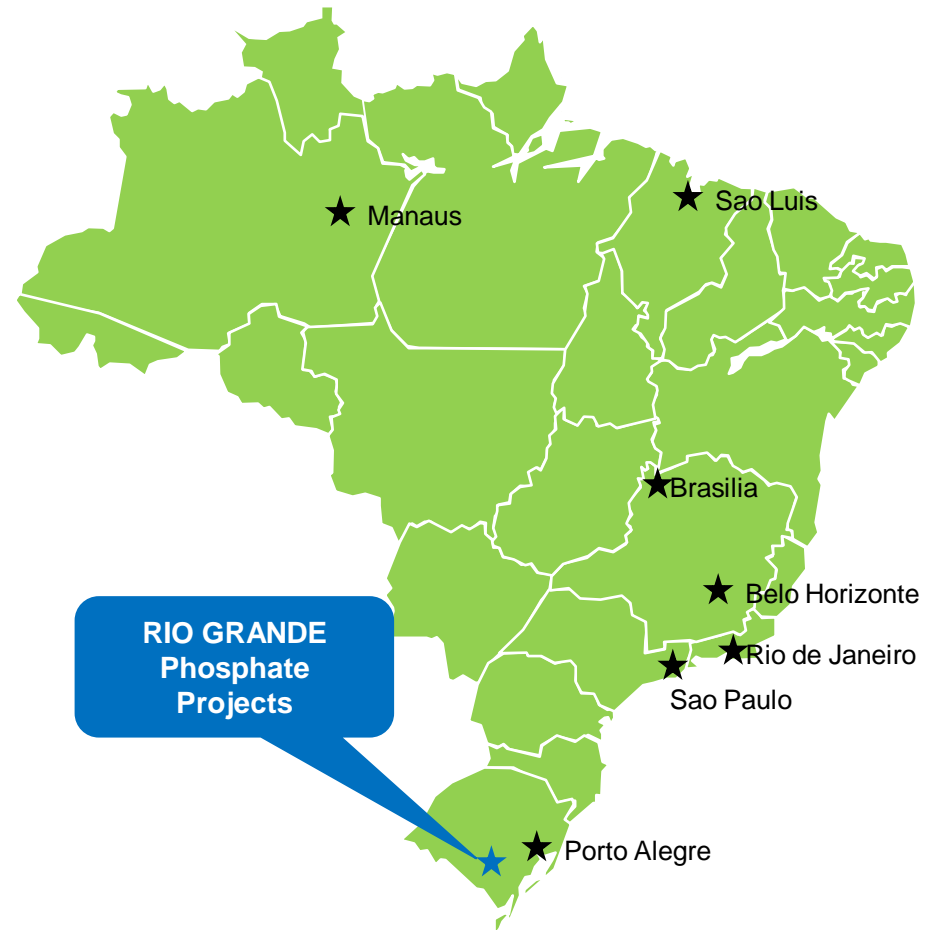 Manaus
Sao Luis
Brasilia
Belo Horizonte
RIO GRANDE
Phosphate
Projects
Rio de Janeiro
Sao Paulo
Porto Alegre